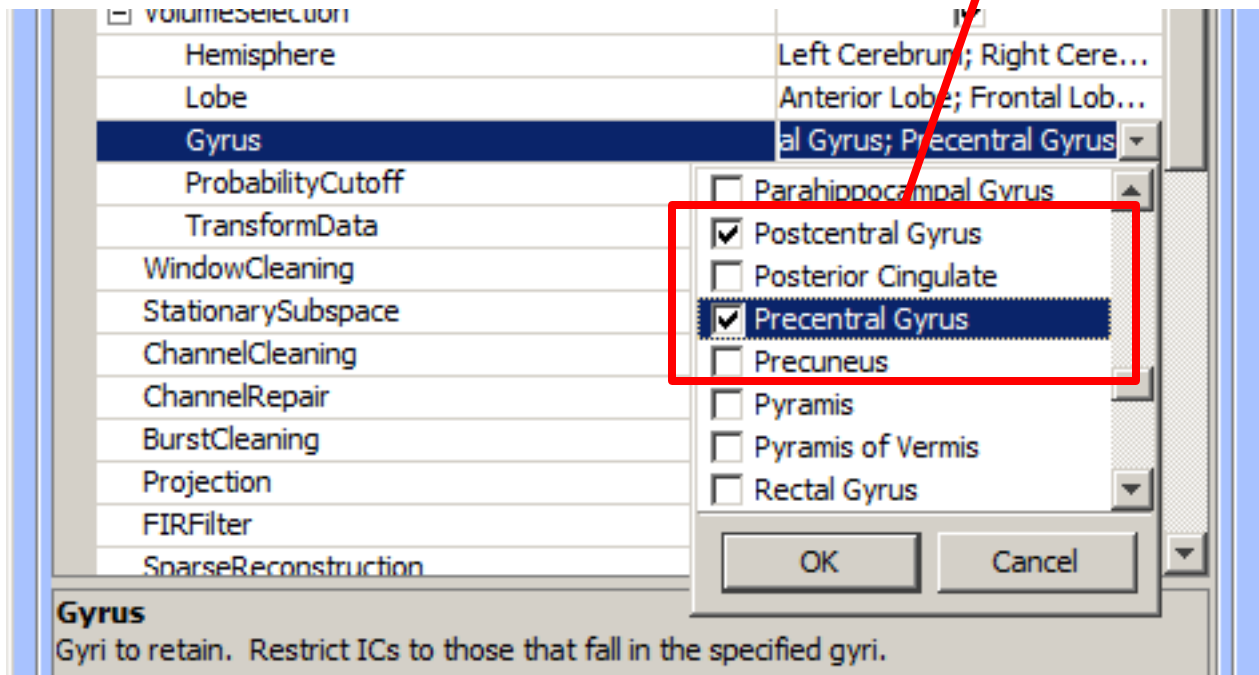 VolumeSelection
Hemisphere Left Cerebrum; Right Cere...
Lobe Anterior Lobe; Frontal Lob...
Gyrus al Gyrus; Precentral Gyrus
ProbabilityCutoff
TransformData
WindowCleaning
StationarySubspace
ChannelCleaning
ChannelRepair
BurstCleaning
Projection
FIRFilter
SparseReconstruction
Parahippocampal Gyrus
Postcentral Gyrus
Posterior Cingulate
Precentral Gyrus
Precuneus
Pyramis
Pyramis of Vermis
Rectal Gyrus
OK Cancel
Gyrus
Gyri to retain. Restrict ICs to those that fall in the specified gyri.